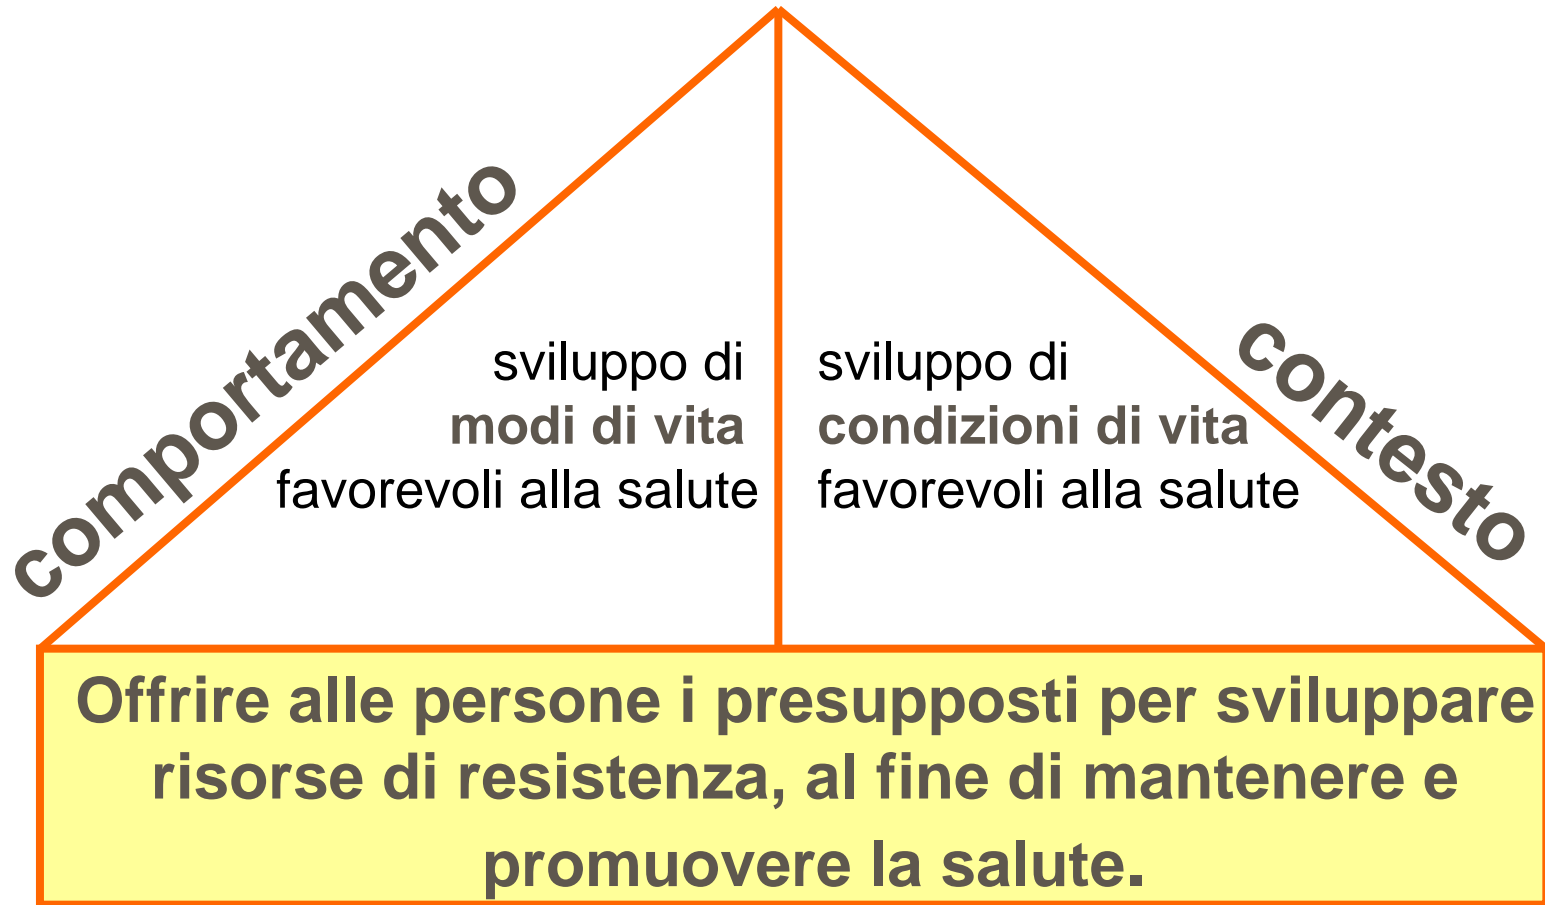 comportamento
sviluppo di
modi di vita
favorevoli alla salute
sviluppo di
condizioni di vita
favorevoli alla salute
contesto
Offrire alle persone i presupposti per sviluppare
risorse di resistenza, al fine di mantenere e
promuovere la salute.